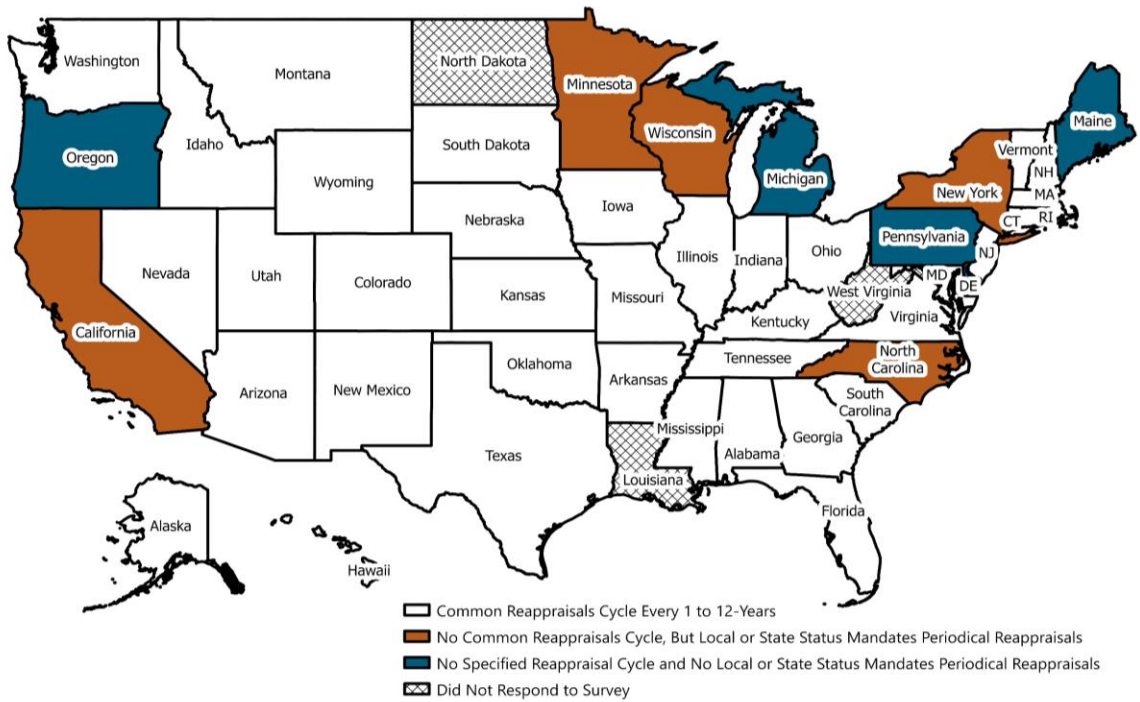 Washington
Montana
North Dakota
Minnesota
Maine
Oregon
Idaho
South Dakota
Wisconsin
Michigan
Vermont
NH
Wyoming
New York
MA
Nebraska
Iowa
CT
RI
Pennsylvania
Nevada
Utah
Colorado
Illinois
Indiana
Ohio
NJ
MD
DE
Kansas
Missouri
West Virginia
Virginia
California
Kentucky
Oklahoma
Tennessee
North
Carolina
Arizona
New Mexico
Arkansas
South
Carolina
Mississippi
Georgia
Texas
Alabama
Louisiana
Florida
Alaska
Hawaii
Common Reappraisals Cycle Every 1 to 12-Years
No Common Reappraisals Cycle, But Local or State Status Mandates Periodical Reappraisals
No Specified Reappraisal Cycle and No Local or State Status Mandates Periodical Reappraisals
Did Not Respond to Survey